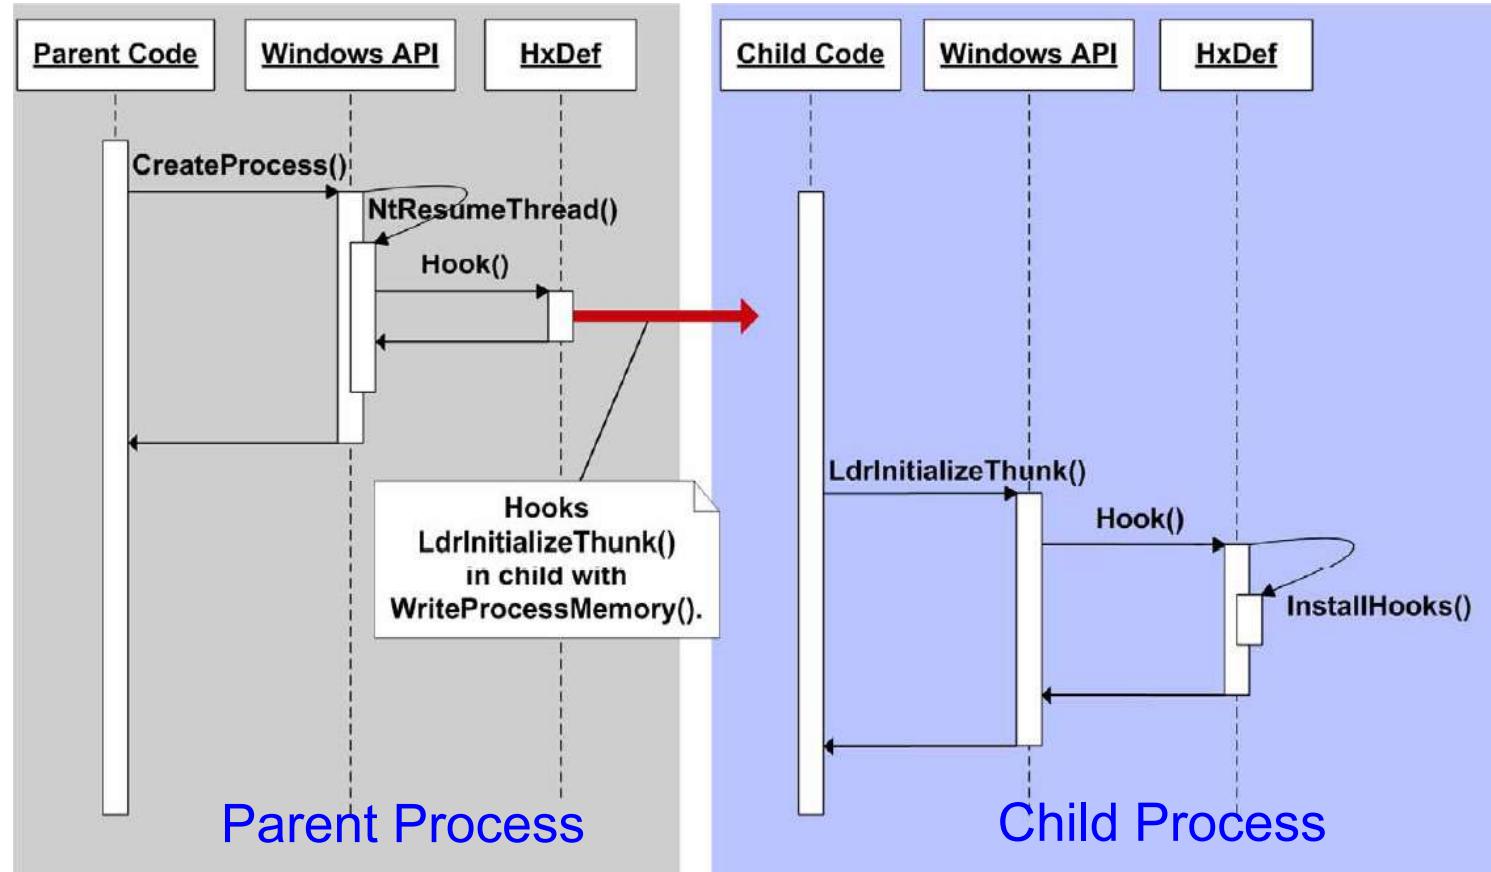 Parent Code
Windows API
HxDef
CreateProcess()
NtResumeThread()
Hook()
Hooks
LdrInitializeThunk()
in child with
WriteProcessMemory().
Parent Process
Child Code
Windows API
HxDef
LdrInitializeThunk()
Hook()
InstallHooks()
Child Process